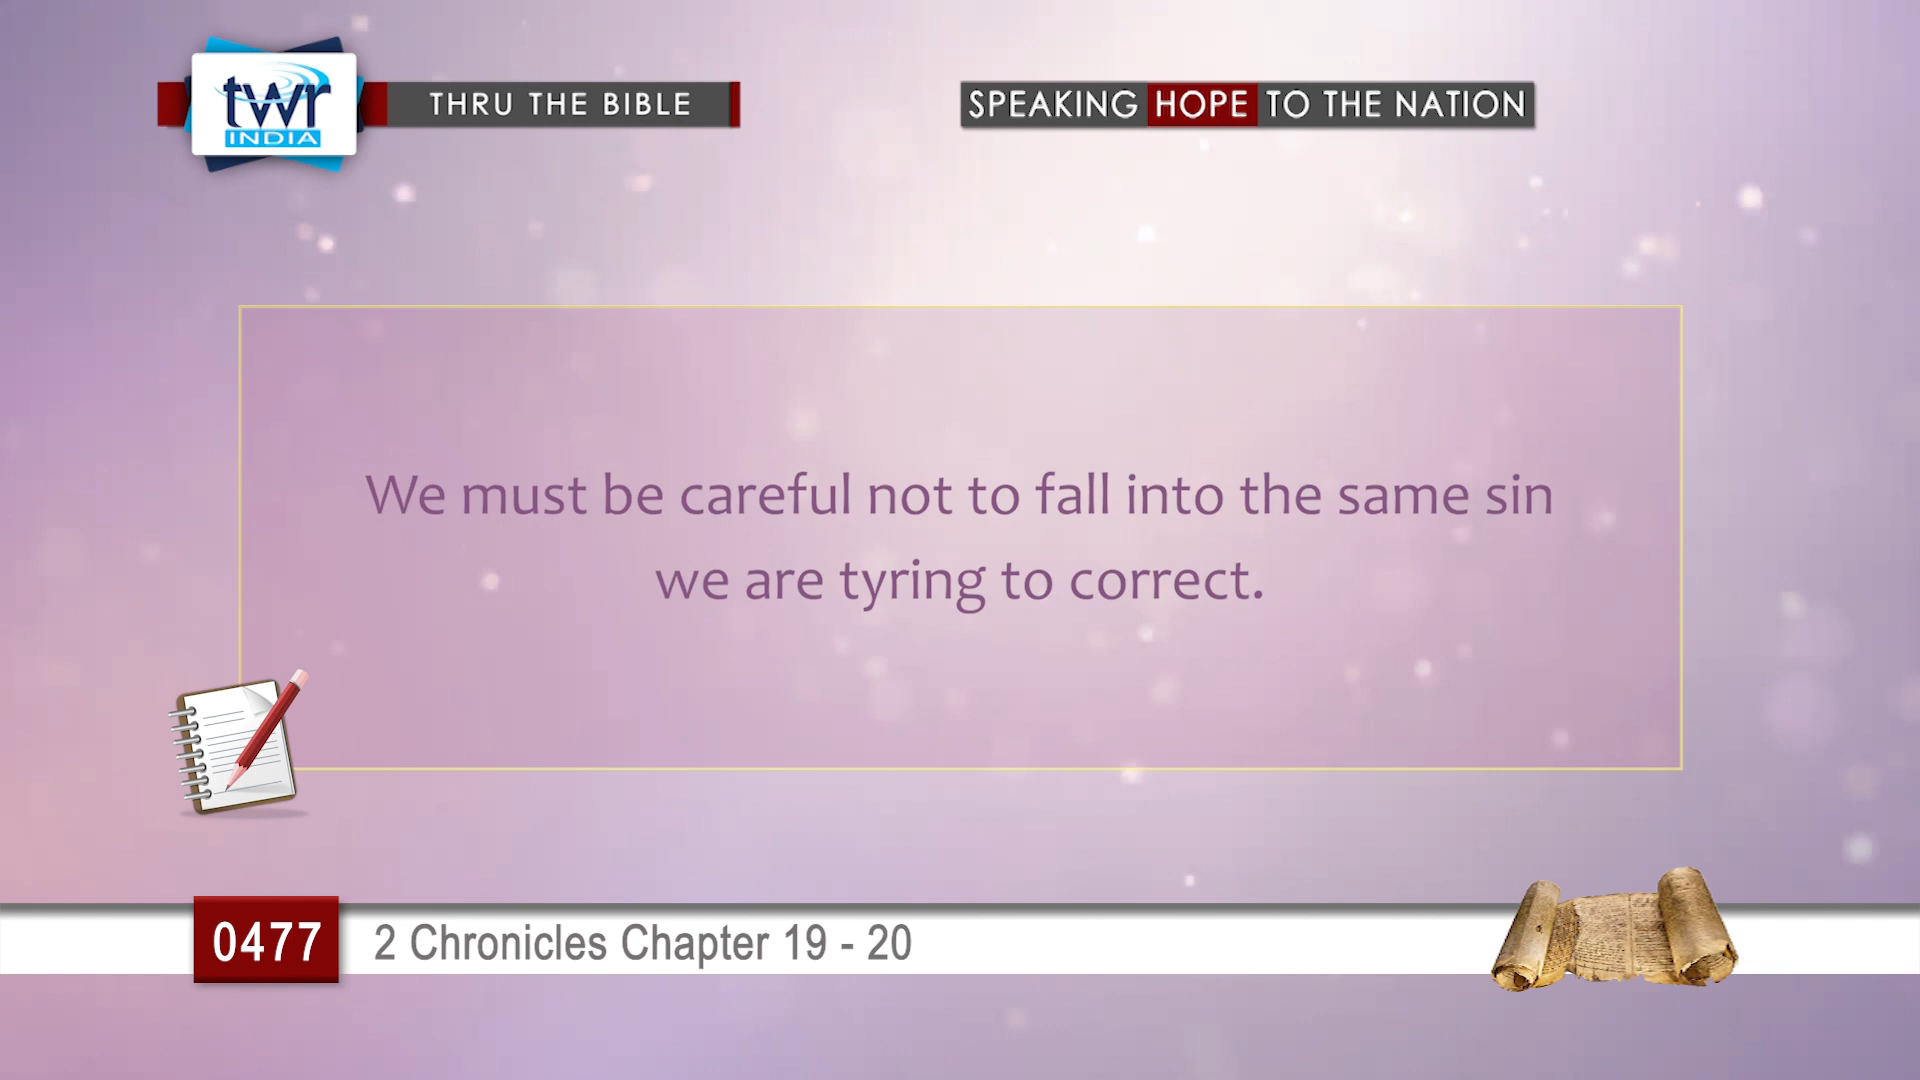 twr
INDIA
THRU THE BIBLE
SPEAKING HOPE TO THE NATION
We must be careful not to fall into the same sin
we are tyring to correct.
0477
2 Chronicles Chapter 19 - 20